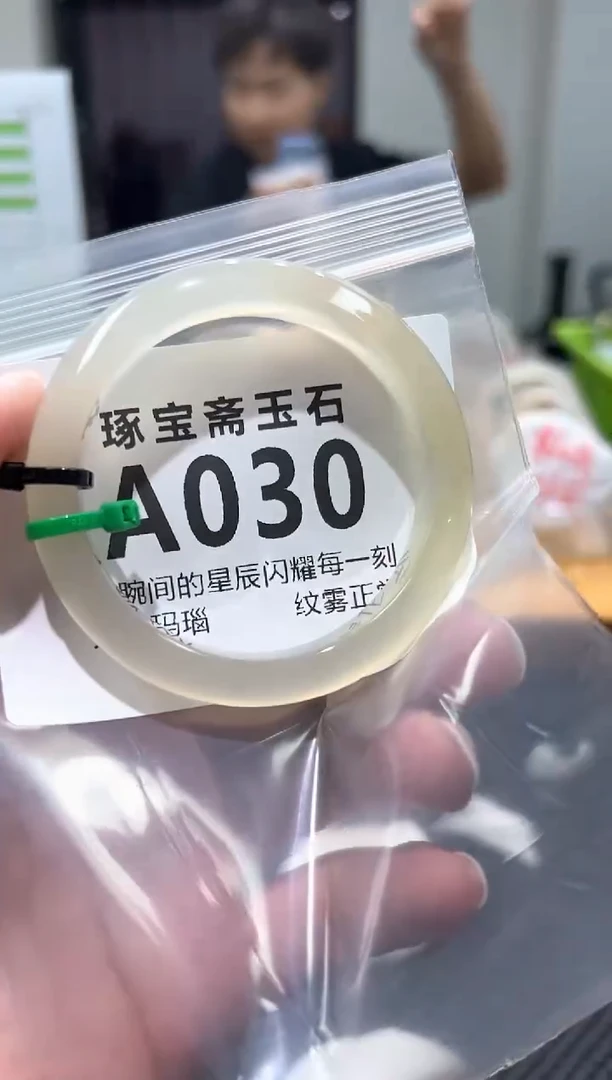 琢宝斋玉石
A030
腕间的星辰闪耀每一刻
玛瑙 纹雾正常